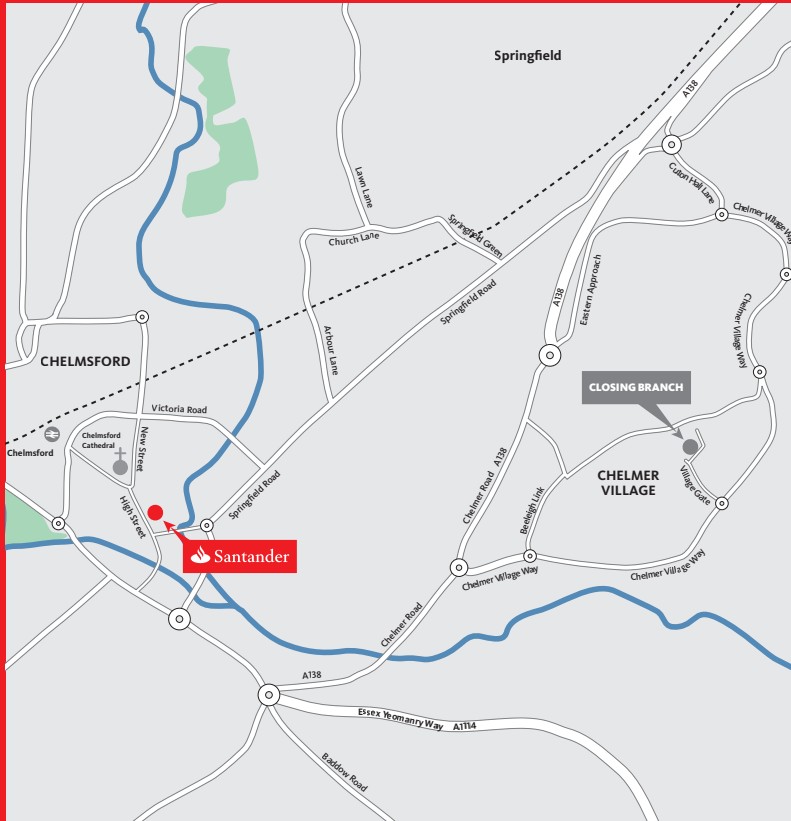 Springfield
A138
Cuton Hall Lane
Chelmer Village Way
Lawn Lane
Church Lane
Springfield Green
Springfield Road
A138
Eastern Approach
Chelmer Village Way
Arbour Lane
CHELMSFORD
CLOSING BRANCH
Victoria Road
Chelmsford
Chelmsford
Cathedral
New Street
High Street
Springfield Road
Santander
Chelmer Road
A138
Beeleigh Link
CHELMER
VILLAGE
Village Gate
Chelmer Village Way
Chelmer Village Way
Chelmer Road
A138
Essex Yeomanry Way A1114
Baddow Road